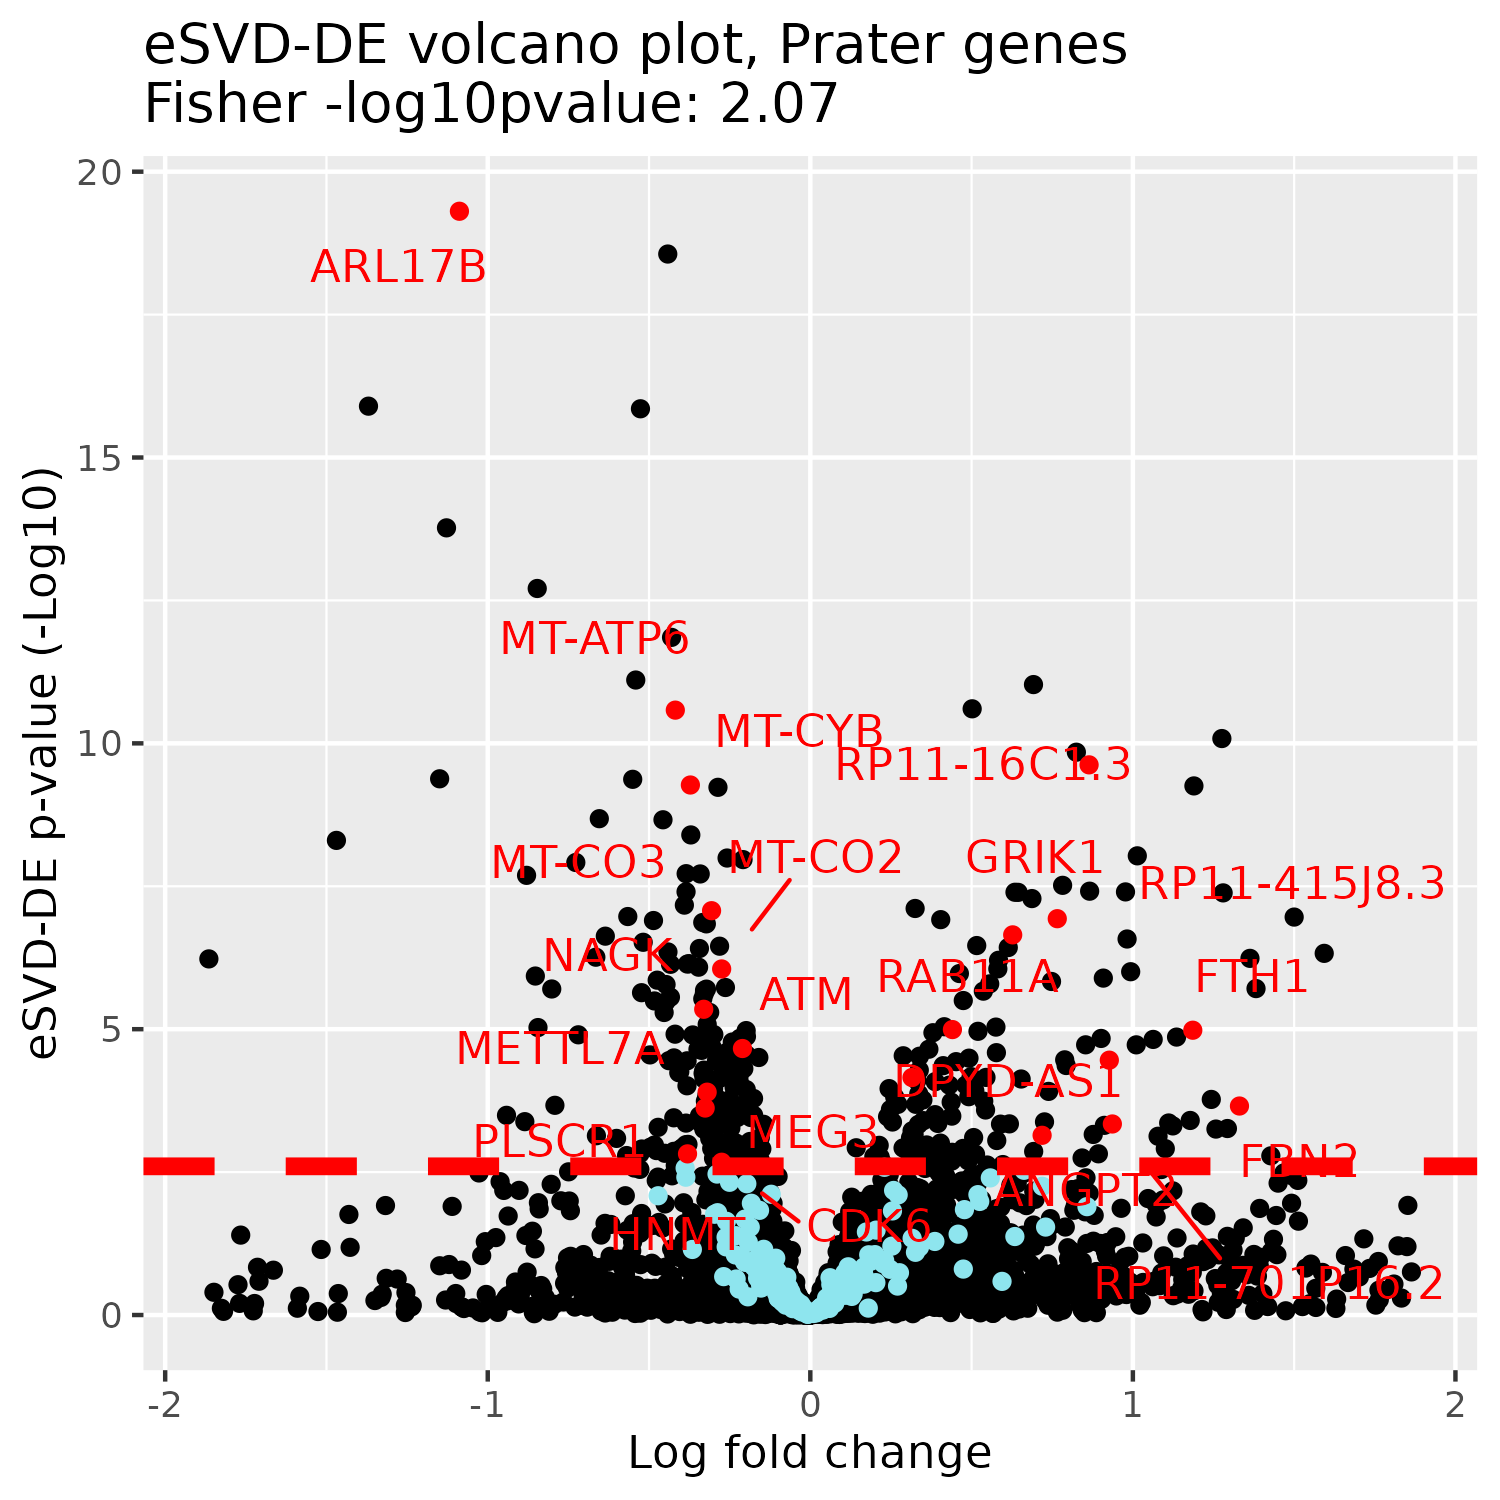 eSVD-DE volcano plot, Prater genes
Fisher -log10pvalue: 2.07
20
ARL17B
15
MT-ATP6
MT-CYB
10
RP11-16C1.3
MT-CO3
MT-CO2
GRIK1
RP11-415J8.3
NAGK
RAB11A
FTH1
ATM
5
METTL7A
DPYD-AS1
PLSCR1
MEG3
FBN2
ANGPT2
HNMT
CDK6
RP11-701P16.2
0
-2
-1
0
1
2
Log fold change
eSVD-DE p-value (-Log10)